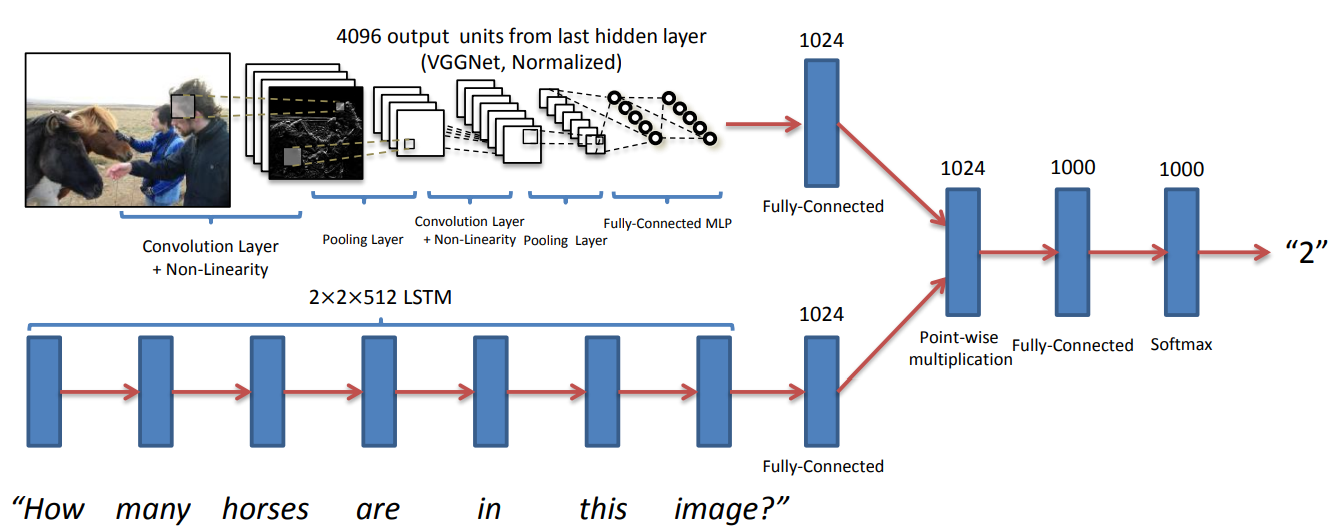 4096 output units from last hidden layer
(VGGNet, Normalized)
1024
Convolution Layer
+ Non-Linearity
Pooling Layer
Convolution Layer
+ Non-Linearity
Pooling Layer
Fully-Connected MLP
Fully-Connected
1024
1000
1000
“2”
2×2×512 LSTM
1024
Point-wise
multiplication
Fully-Connected
Softmax
Fully-Connected
“How many horses are in this image?”